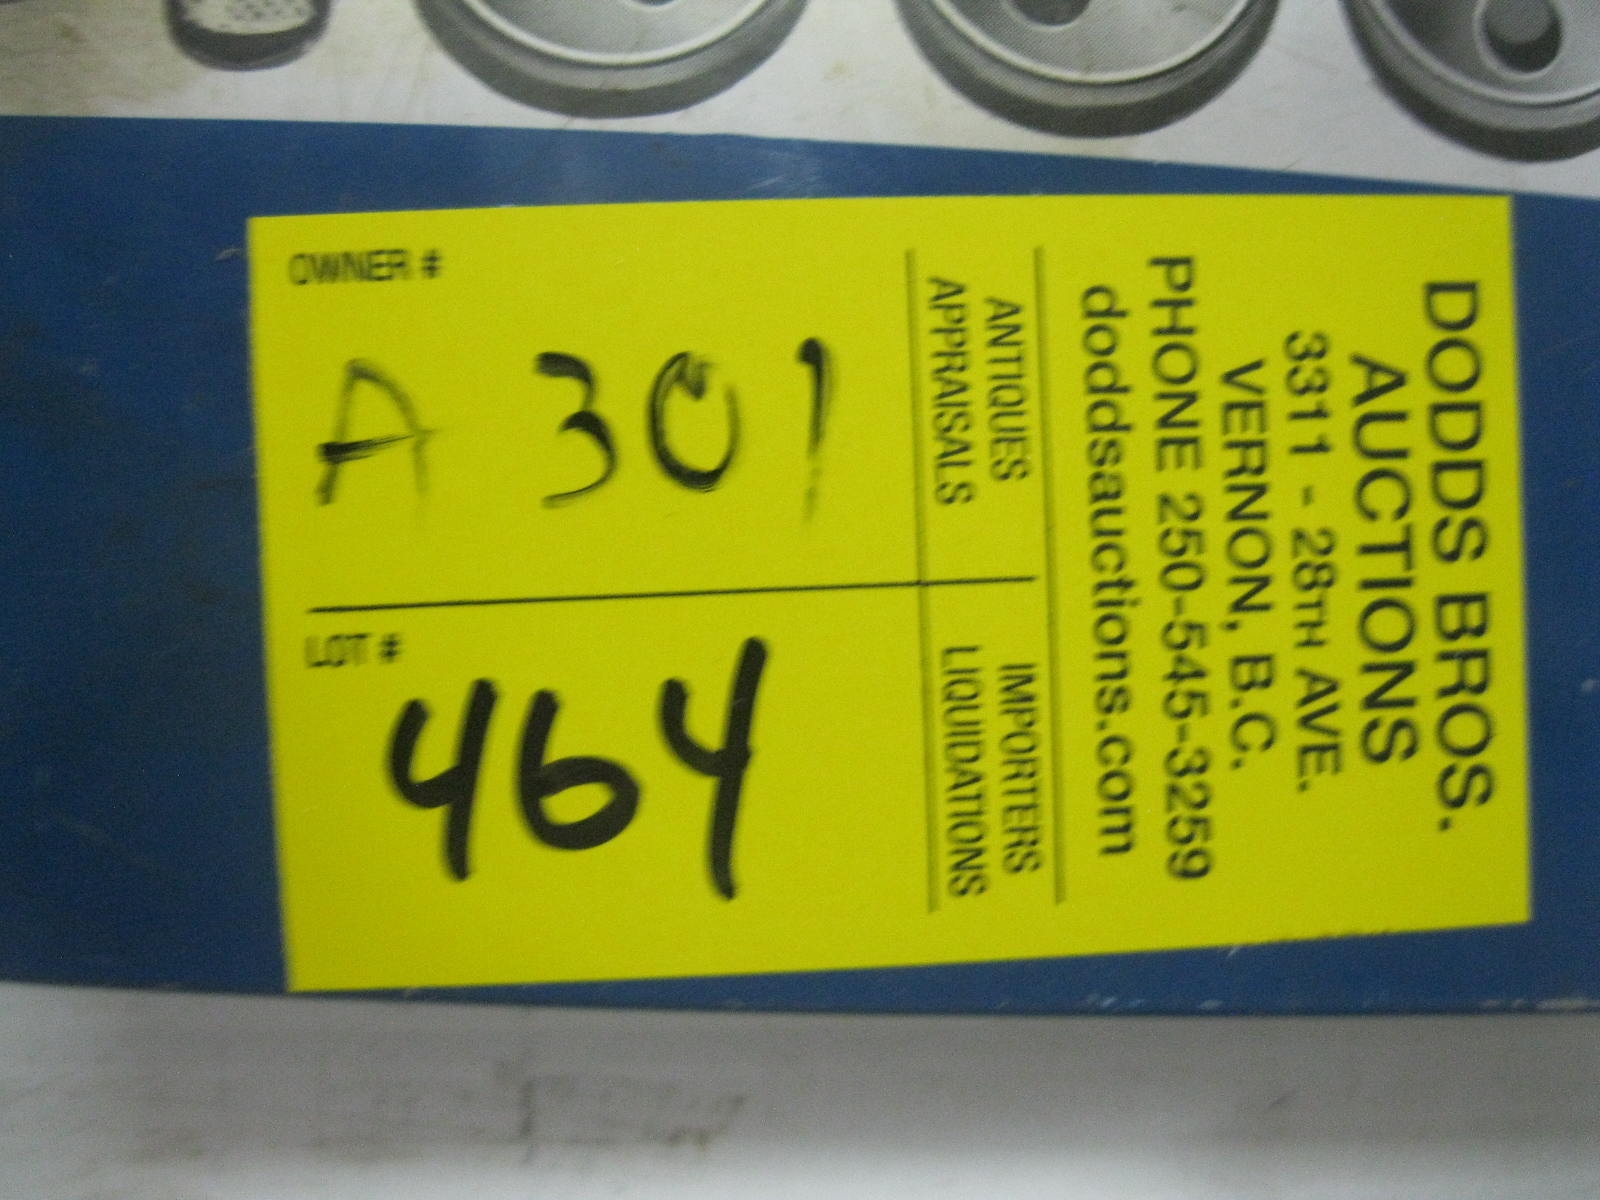 DODDS BROS.
AUCTIONS
3311 - 28TH AVE.
VERNON, B.C.
PHONE 250-545-3259
doddsauctions.com
ANTIQUES
APPRAISALS
IMPORTERS
LIQUIDATIONS
OWNER #
A 301
LOT #
464